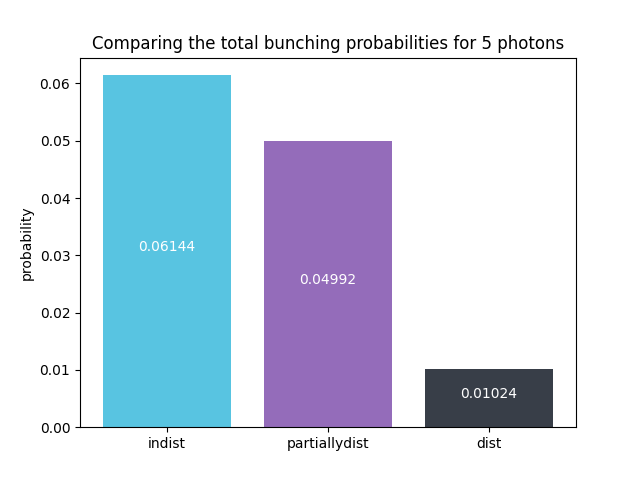 Comparing the total bunching probabilities for 5 photons
probability
0.06
0.05
0.04
0.03
0.02
0.01
0.00
0.06144
0.04992
0.01024
indist
partiallydist
dist